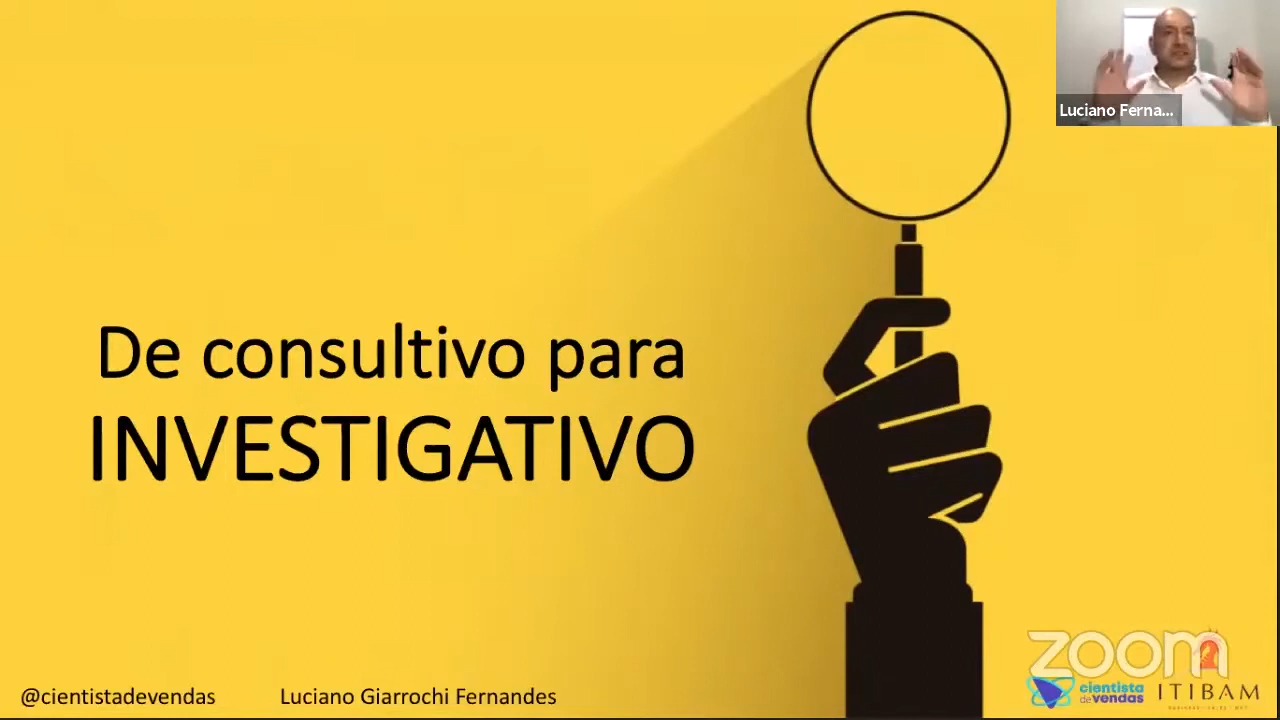 Luciano Ferna...
De consultivo para
INVESTIGATIVO
@cientistadevendas
Luciano Giarrochi Fernandes
zoom
cientista
de vendas
ITIBAM